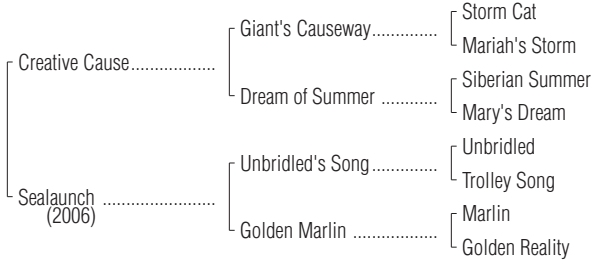 Storm Cat
Giant's Causeway..............
Mariah's Storm
Creative Cause..................
Siberian Summer
Dream of Summer ............
Mary's Dream
Unbridled
Unbridled's Song..............
Trolley Song
Sealaunch ........................
(2006)
Marlin
Golden Marlin ..................
Golden Reality